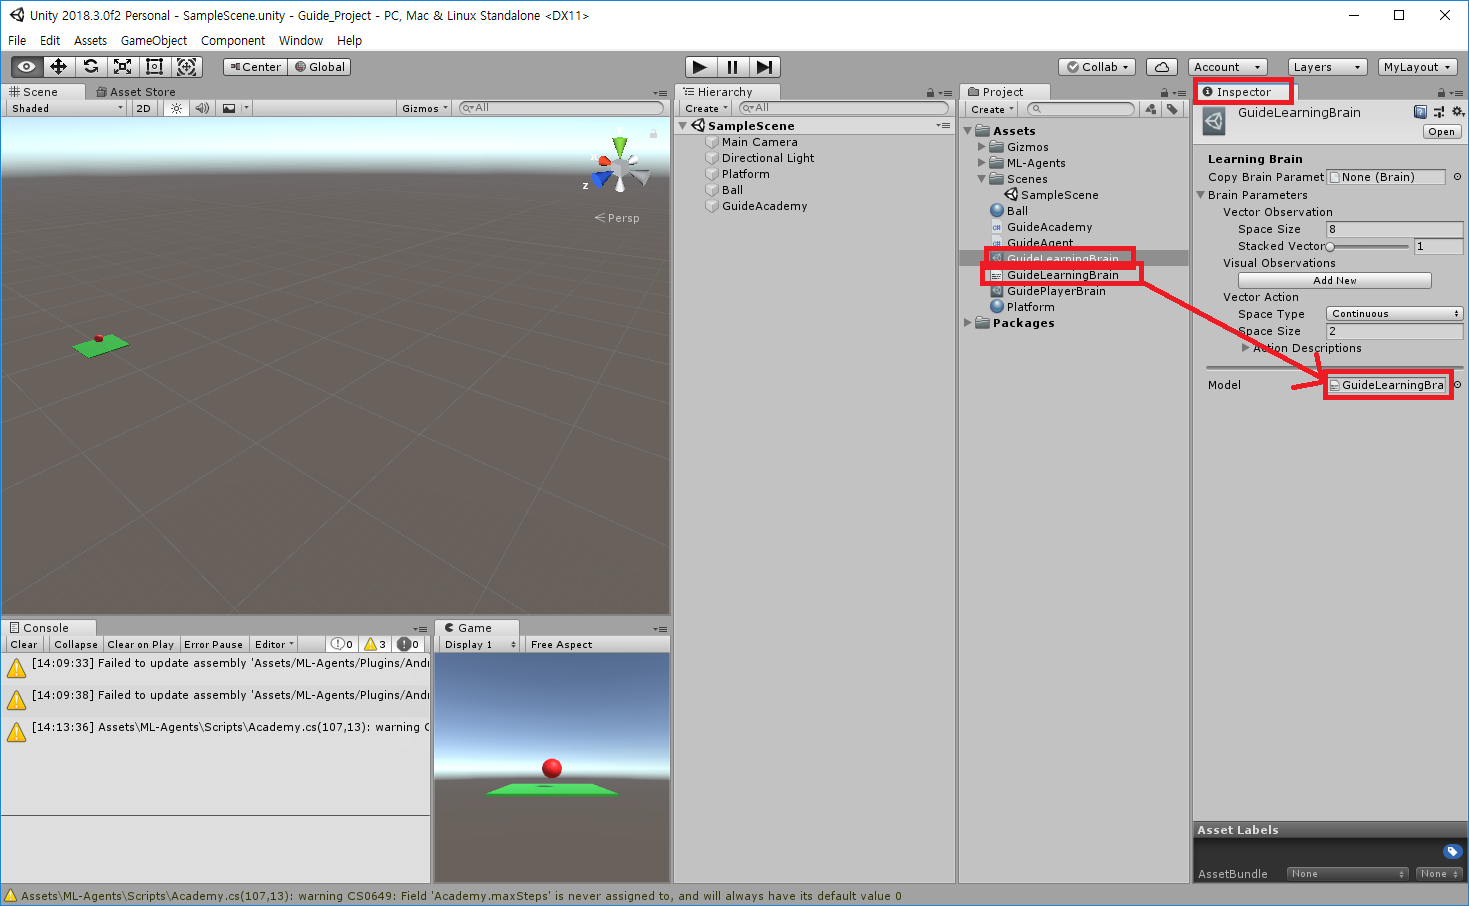 Unity 2018.3.0f2 Personal - SampleScene.unity - Guide_Project - PC, Mac & Linux Standalone <DX11>
File Edit Assets GameObject Component Window Help
Center Global
Collab Account Layers MyLayout
Scene Asset Store
Shaded 2D Gizmos All
Persp
z
Hierarchy
Create All
SampleScene
Main Camera
Directional Light
Platform
Ball
GuideAcademy
Project
Create
Assets
Gizmos
ML-Agents
Scenes
SampleScene
Ball
GuideAcademy
GuideAgent
GuideLearningBrain
GuideLearningBrain
GuidePlayerBrain
Platform
Packages
Inspector
GuideLearningBrain
Open
Learning Brain
Copy Brain Paramet None (Brain)
Brain Parameters
Vector Observation
Space Size 8
Stacked Vector 1
Visual Observations
Add New
Vector Action
Space Type Continuous
Space Size 2
Action Descriptions
Model GuideLearningBra
Asset Labels
AssetBundle None None
Console
Clear Collapse Clear on Play Error Pause Editor 0 3 0
[14:09:33] Failed to update assembly 'Assets/ML-Agents/Plugins/Andr
[14:09:38] Failed to update assembly 'Assets/ML-Agents/Plugins/Andr
[14:13:36] Assets\ML-Agents\Scripts\Academy.cs(107,13): warning C
Game
Display 1 Free Aspect
Assets\ML-Agents\Scripts\Academy.cs(107,13): warning CS0649: Field 'Academy.maxSteps' is never assigned to, and will always have its default value 0